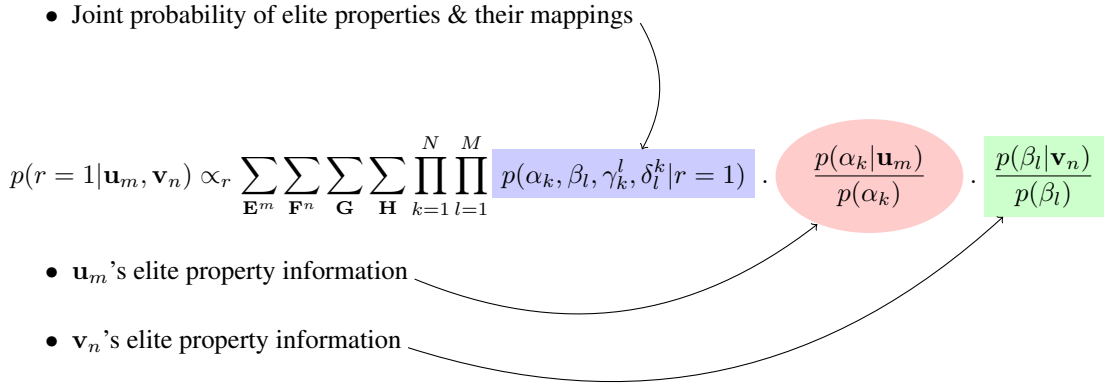 • Joint probability of elite properties & their mappings
p(r = 1|u_m, v_n) ∝_r ∑_{E^m} ∑_{F^n} ∑_G ∑_H ∏_{k=1}^{N} ∏_{l=1}^{M} p(α_k, β_l, γ_k^l, δ_l^k|r = 1) . p(α_k|u_m)/p(α_k) . p(β_l|v_n)/p(β_l)
• u_m's elite property information
• v_n's elite property information